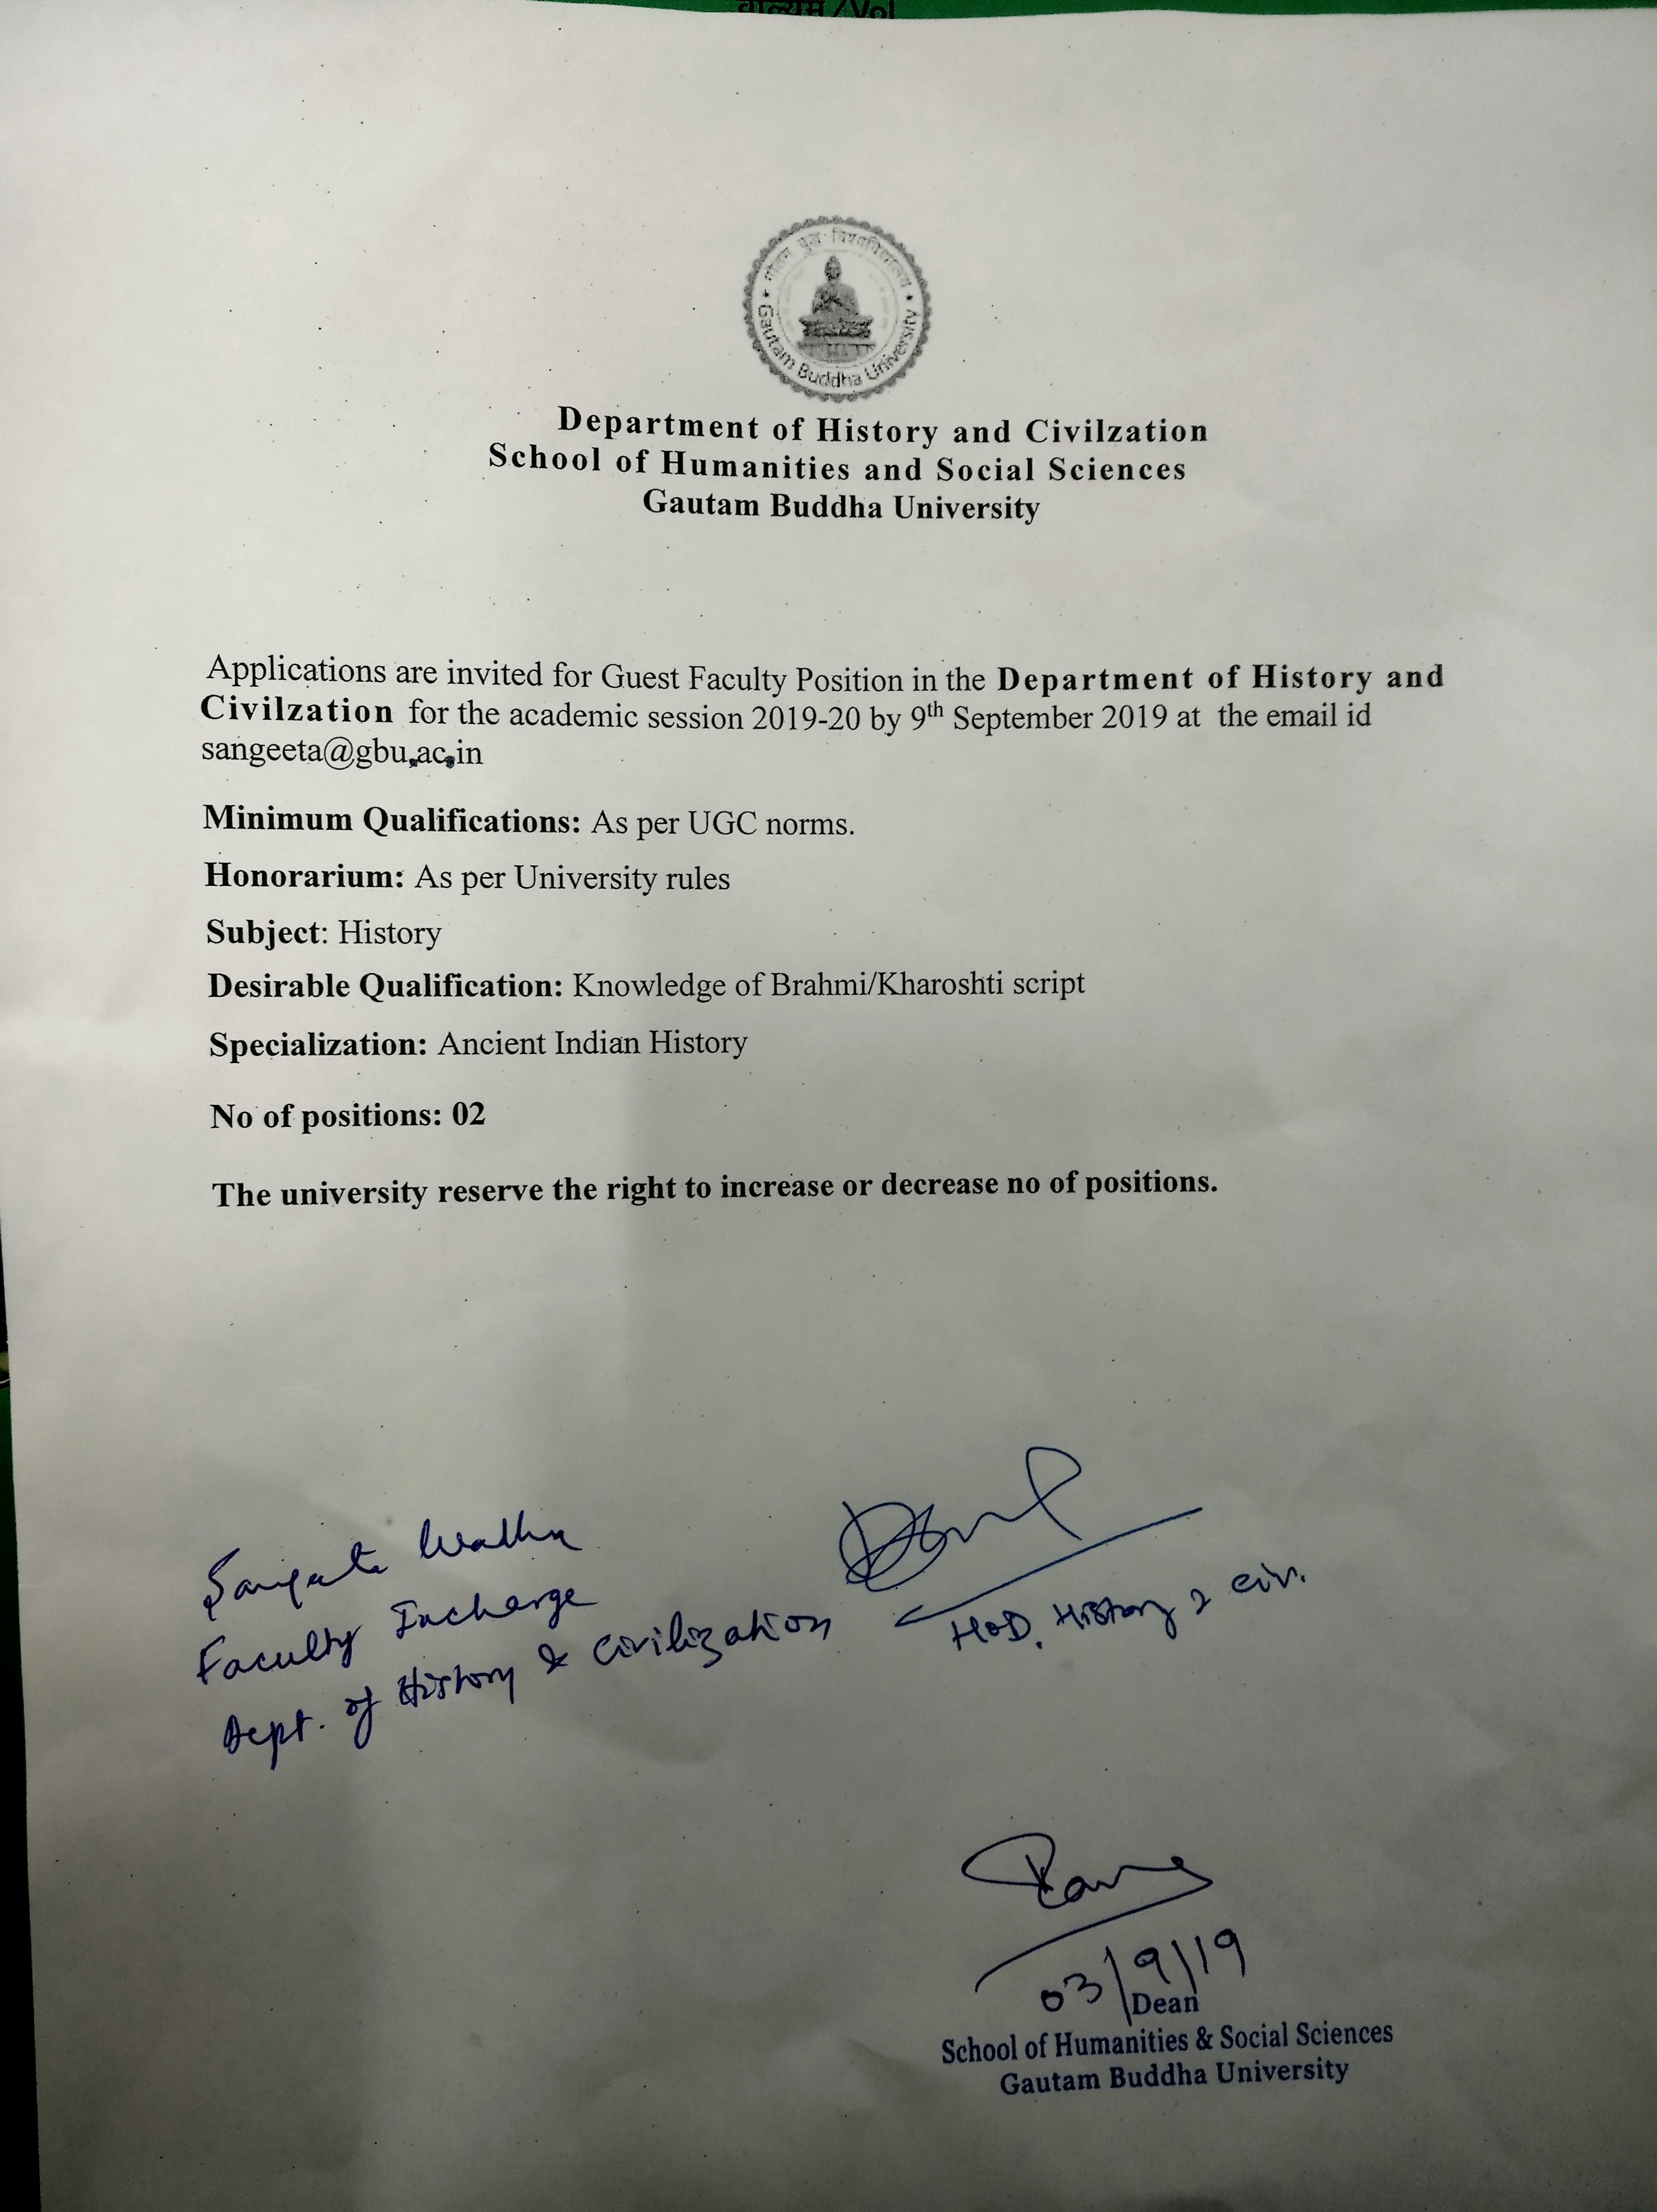 वाल्यूम/Vol
गौतम बुद्ध विश्वविद्यालय
Gautam Buddha University
Department of History and Civilzation
School of Humanities and Social Sciences
Gautam Buddha University
Applications are invited for Guest Faculty Position in the Department of History and
Civilzation for the academic session 2019-20 by 9th September 2019 at the email id
sangeeta@gbu.ac.in
Minimum Qualifications: As per UGC norms.
Honorarium: As per University rules
Subject: History
Desirable Qualification: Knowledge of Brahmi/Kharoshti script
Specialization: Ancient Indian History
No of positions: 02
The university reserve the right to increase or decrease no of positions.
Sangeeta
Faculty Incharge
Dept. of History & Civilization
HoD, History & Civ.
03/9/19
Dean
School of Humanities & Social Sciences
Gautam Buddha University